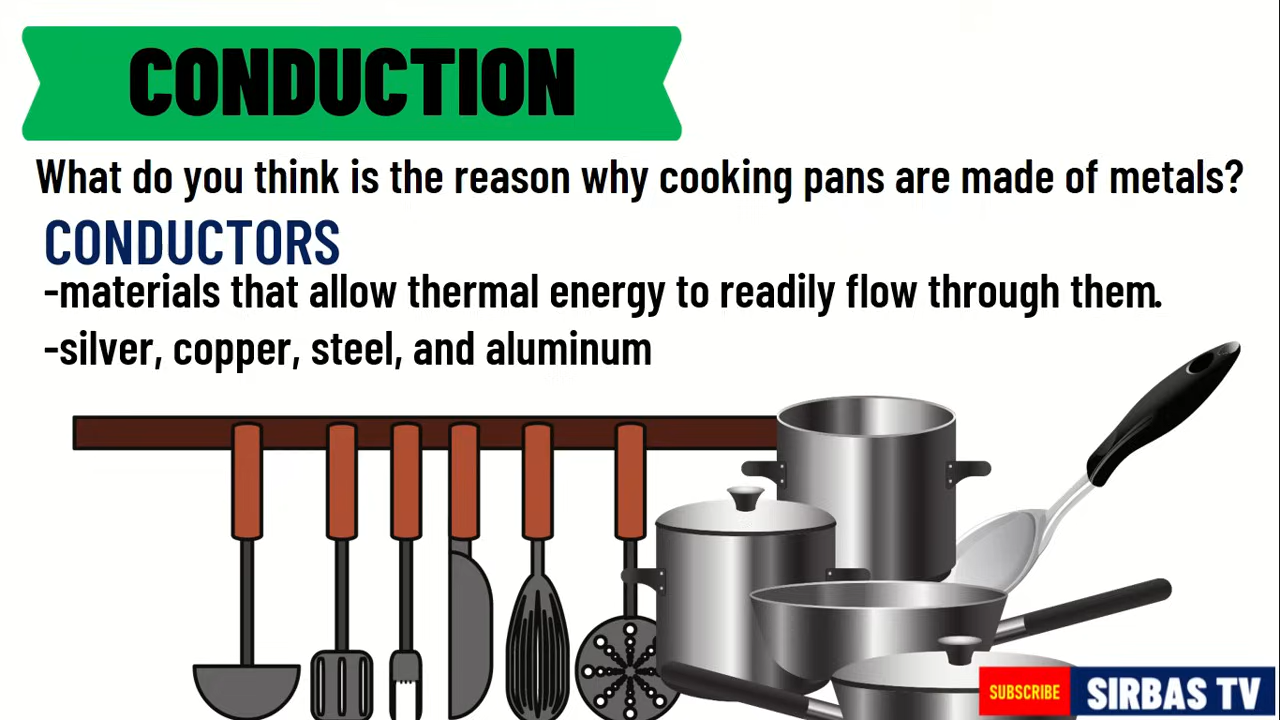 CONDUCTION
What do you think is the reason why cooking pans are made of metals?
CONDUCTORS
-materials that allow thermal energy to readily flow through them.
-silver, copper, steel, and aluminum
SUBSCRIBE SIRBAS TV